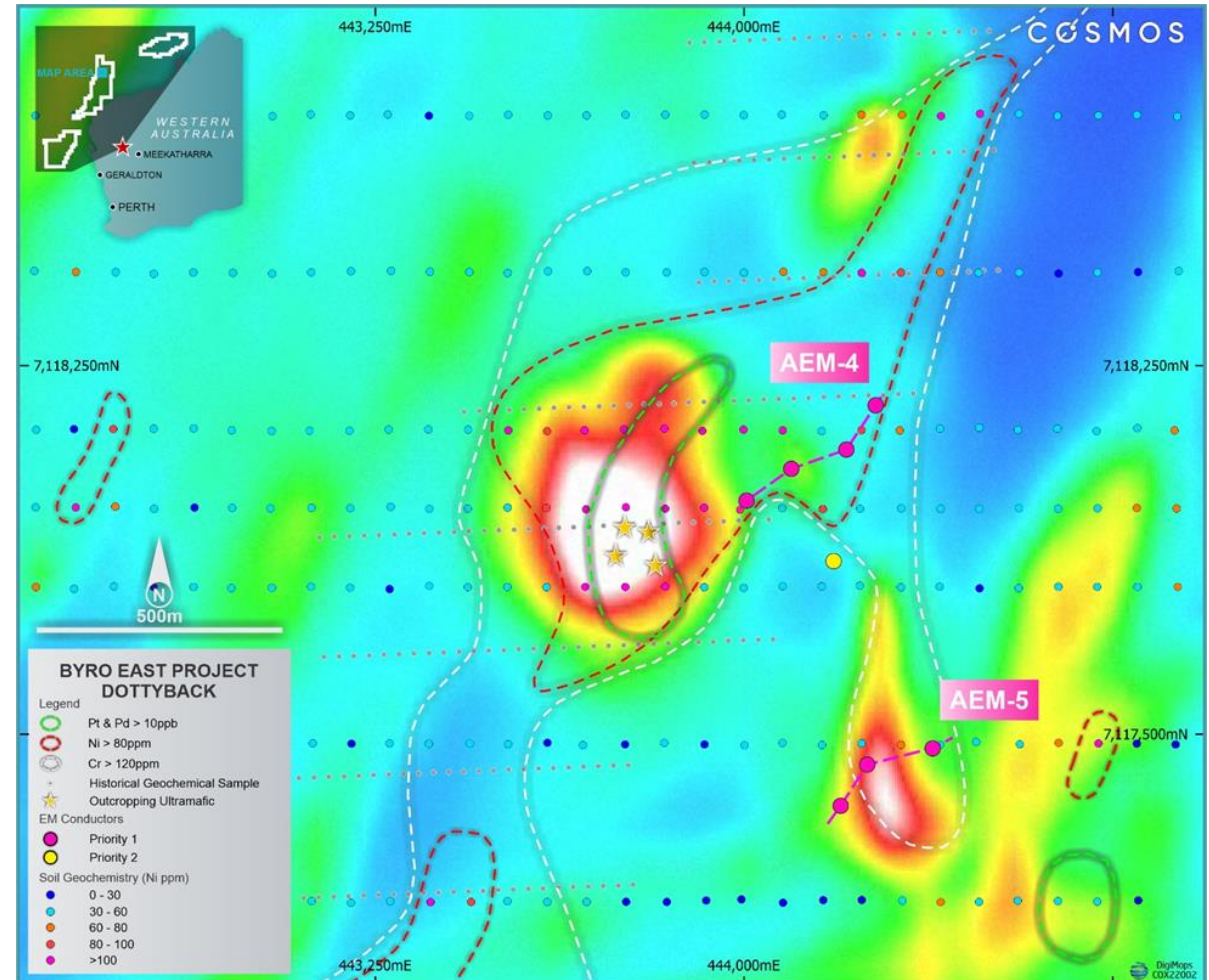 443,250mE
444,000mE
COSMOS
MAP AREA
WESTERN
AUSTRALIA
MEEKATHARRA
GERALDTON
PERTH
7,118,250mN
7,118,250mN
AEM-4
N
500m
AEM-5
7,117,500mN
BYRO EAST PROJECT
DOTTYBACK
Legend
Pt & Pd > 10ppb
Ni > 80ppm
Cr > 120ppm
Historical Geochemical Sample
Outcropping Ultramafic
EM Conductors
Priority 1
Priority 2
Soil Geochemistry (Ni ppm)
0 - 30
30 - 60
60 - 80
80 - 100
>100
443,250mE
444,000mE
DigiMaps
CDX22002